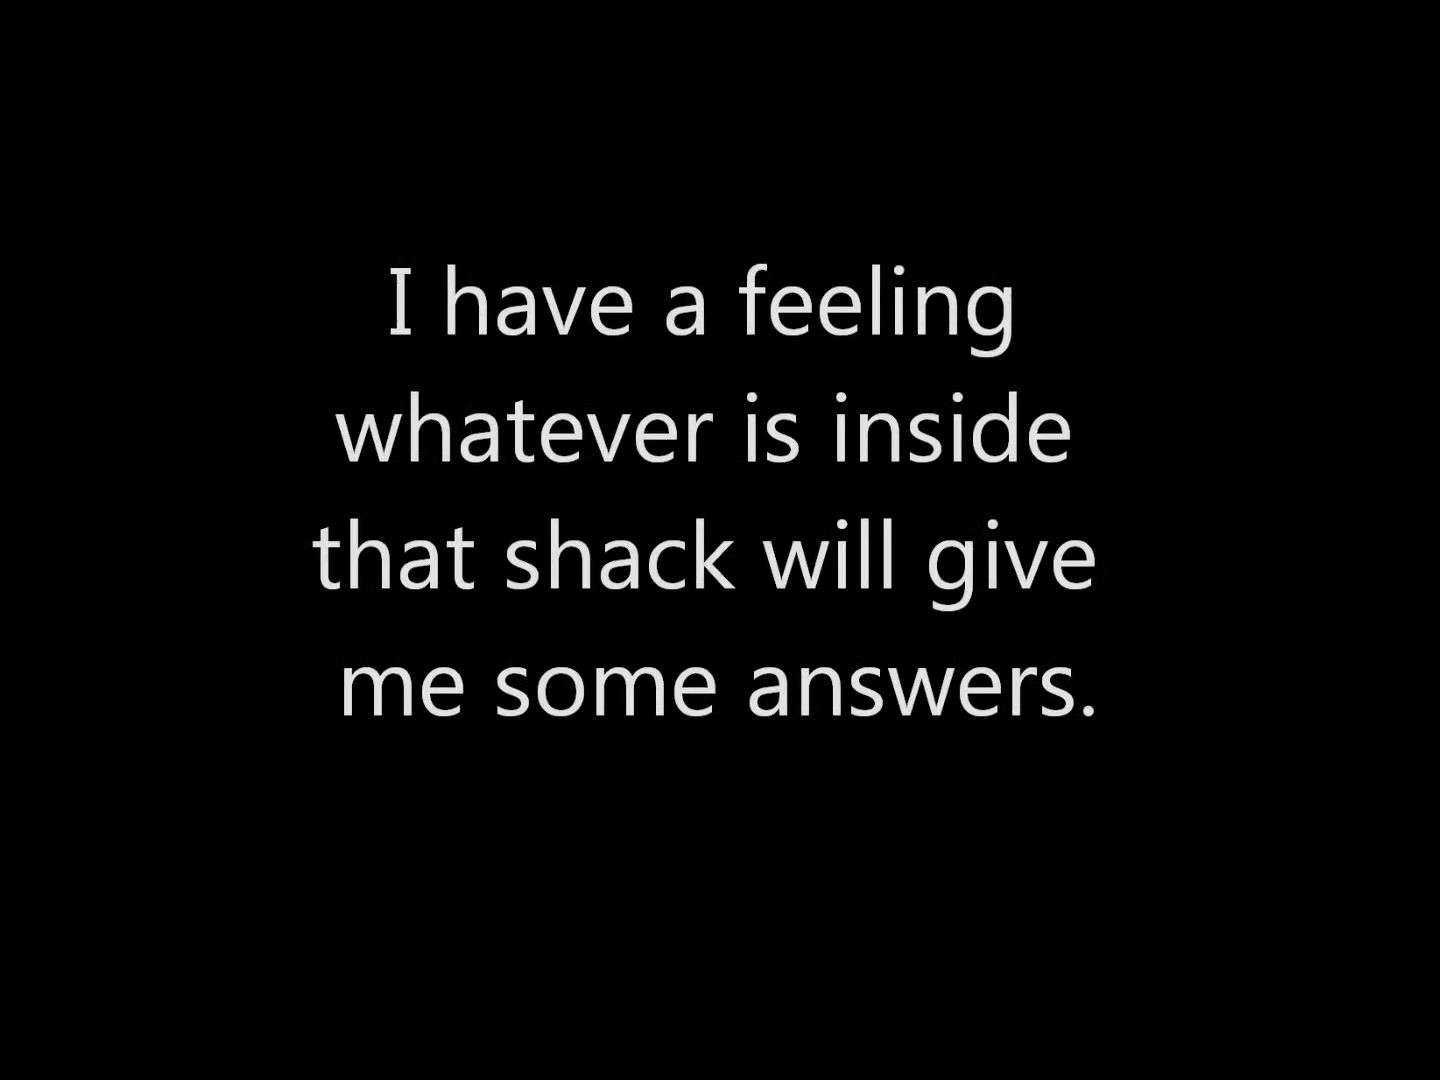 I have a feeling
whatever is inside
that shack will give
me some answers.